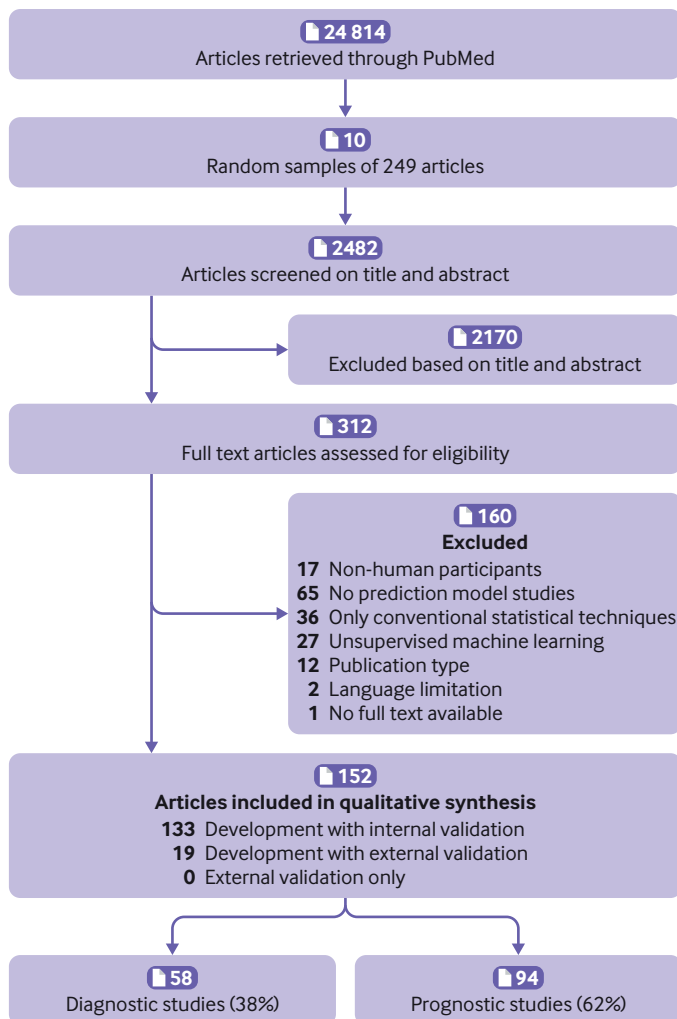 24 814
Articles retrieved through PubMed
10
Random samples of 249 articles
2482
Articles screened on title and abstract
2170
Excluded based on title and abstract
312
Full text articles assessed for eligibility
160
Excluded
17 Non-human participants
65 No prediction model studies
36 Only conventional statistical techniques
27 Unsupervised machine learning
12 Publication type
2 Language limitation
1 No full text available
152
Articles included in qualitative synthesis
133 Development with internal validation
19 Development with external validation
0 External validation only
58
Diagnostic studies (38%)
94
Prognostic studies (62%)